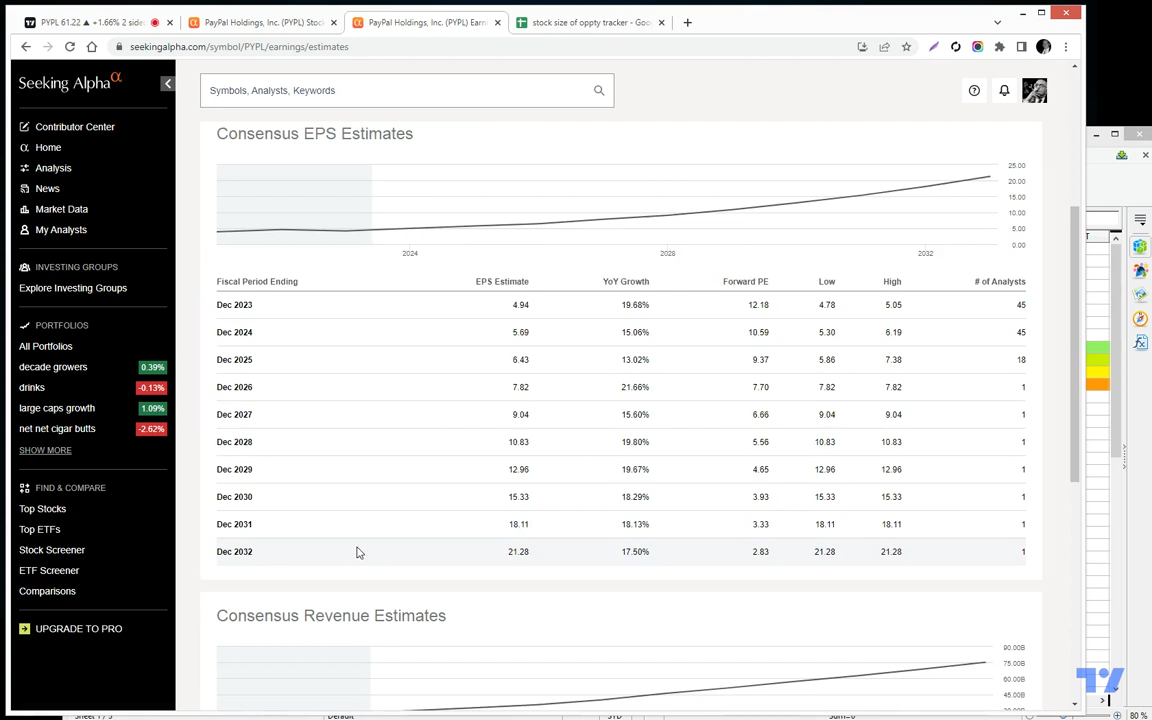 PYPL 61.22 ▲ +1.66% 2 side
PayPal Holdings, Inc. (PYPL) Stoc
PayPal Holdings, Inc. (PYPL) Earn
stock size of oppty tracker - Goo
seekingalpha.com/symbol/PYPL/earnings/estimates
Seeking Alpha α
Symbols, Analysts, Keywords
Contributor Center
Home
Analysis
News
Market Data
My Analysts
INVESTING GROUPS
Explore Investing Groups
PORTFOLIOS
All Portfolios
decade growers 0.39%
drinks -0.13%
large caps growth 1.09%
net net cigar butts -2.62%
SHOW MORE
FIND & COMPARE
Top Stocks
Top ETFs
Stock Screener
ETF Screener
Comparisons
UPGRADE TO PRO
Consensus EPS Estimates
25.00
20.00
15.00
10.00
5.00
0.00
2024 2028 2032
Fiscal Period Ending EPS Estimate YoY Growth Forward PE Low High # of Analysts
Dec 2023 4.94 19.68% 12.18 4.78 5.05 45
Dec 2024 5.69 15.06% 10.59 5.30 6.19 45
Dec 2025 6.43 13.02% 9.37 5.86 7.38 18
Dec 2026 7.82 21.66% 7.70 7.82 7.82 1
Dec 2027 9.04 15.60% 6.66 9.04 9.04 1
Dec 2028 10.83 19.80% 5.56 10.83 10.83 1
Dec 2029 12.96 19.67% 4.65 12.96 12.96 1
Dec 2030 15.33 18.29% 3.93 15.33 15.33 1
Dec 2031 18.11 18.13% 3.33 18.11 18.11 1
Dec 2032 21.28 17.50% 2.83 21.28 21.28 1
Consensus Revenue Estimates
90.00B
75.00B
60.00B
45.00B
T
80 %